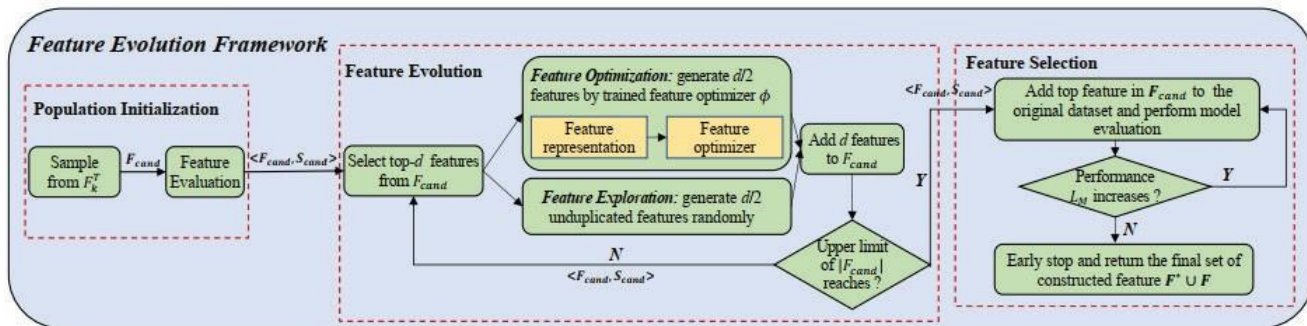 Feature Evolution Framework
Population Initialization
Sample
from F_k^T
F_cand
Feature
Evaluation
<F_cand, S_cand>
Feature Evolution
Select top-d features
from F_cand
Feature Optimization: generate d/2
features by trained feature optimizer ϕ
Feature
representation
Feature
optimizer
Feature Exploration: generate d/2
unduplicated features randomly
Add d features
to F_cand
Upper limit
of |F_cand|
reaches ?
N
<F_cand, S_cand>
Y
<F_cand, S_cand>
Feature Selection
Add top feature in F_cand to the
original dataset and perform model
evaluation
Performance
L_M increases ?
Y
N
Early stop and return the final set of
constructed feature F* ∪ F